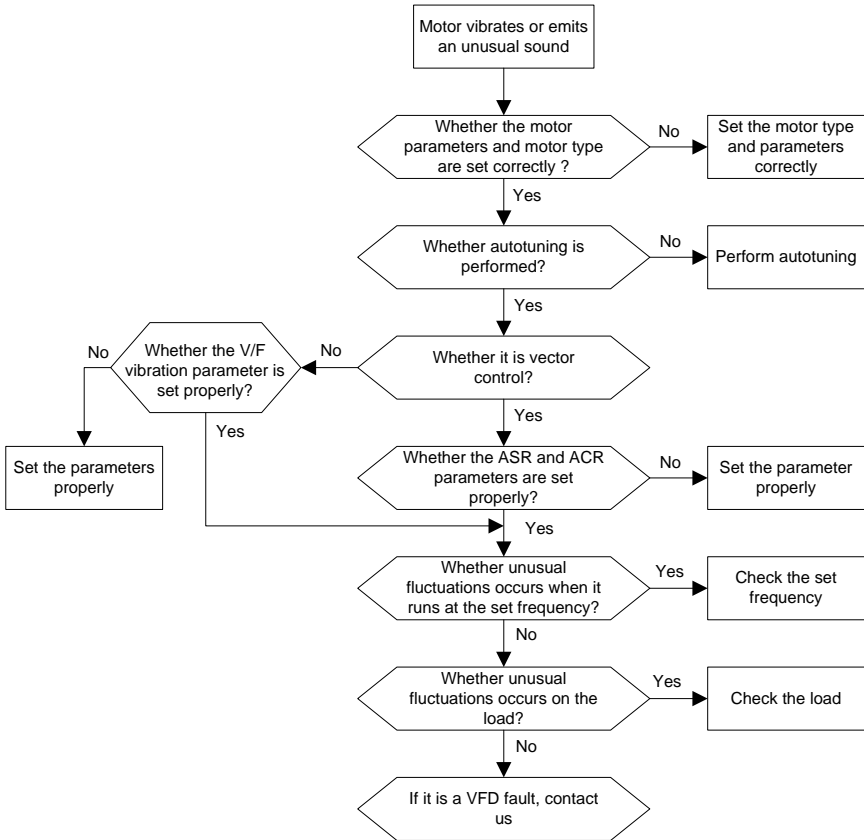 Motor vibrates or emits
an unusual sound
Whether the motor
parameters and motor type
are set correctly ?
No
Set the motor type
and parameters
correctly
Yes
Whether autotuning is
performed?
No
Perform autotuning
Yes
Whether it is vector
control?
No
Whether the V/F
vibration parameter is
set properly?
No
Set the parameters
properly
Yes
Yes
Whether the ASR and ACR
parameters are set
properly?
No
Set the parameter
properly
Yes
Whether unusual
fluctuations occurs when it
runs at the set frequency?
Yes
Check the set
frequency
No
Whether unusual
fluctuations occurs on the
load?
Yes
Check the load
No
If it is a VFD fault, contact
us